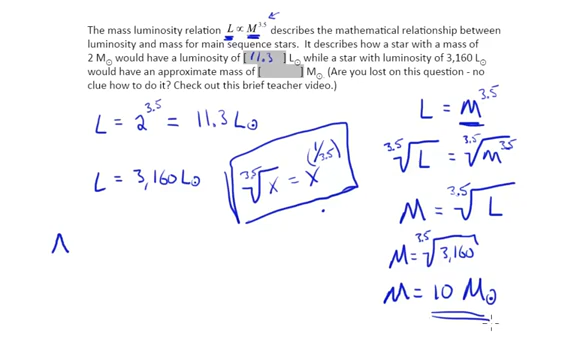 The mass luminosity relation L ∝ M^3.5 describes the mathematical relationship between
luminosity and mass for main sequence stars. It describes how a star with a mass of
2 M☉ would have a luminosity of [ 11.3 ] L☉ while a star with luminosity of 3,160 L☉
would have an approximate mass of [ ] M☉. (Are you lost on this question - no
clue how to do it? Check out this brief teacher video.)
L = 2^3.5 = 11.3 L☉
L = 3,160 L☉
^3.5√x = x^(1/3.5)
L = M^3.5
^3.5√L = ^3.5√M^3.5
M = ^3.5√L
M = ^3.5√3,160
M = 10 M☉